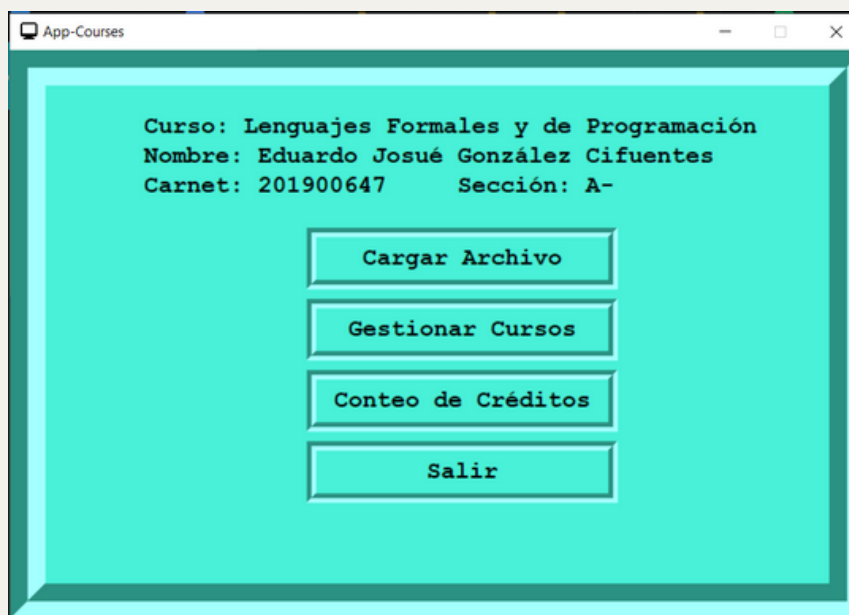 App-Courses
Curso: Lenguajes Formales y de Programación
Nombre: Eduardo Josué González Cifuentes
Carnet: 201900647 Sección: A-
Cargar Archivo
Gestionar Cursos
Conteo de Créditos
Salir